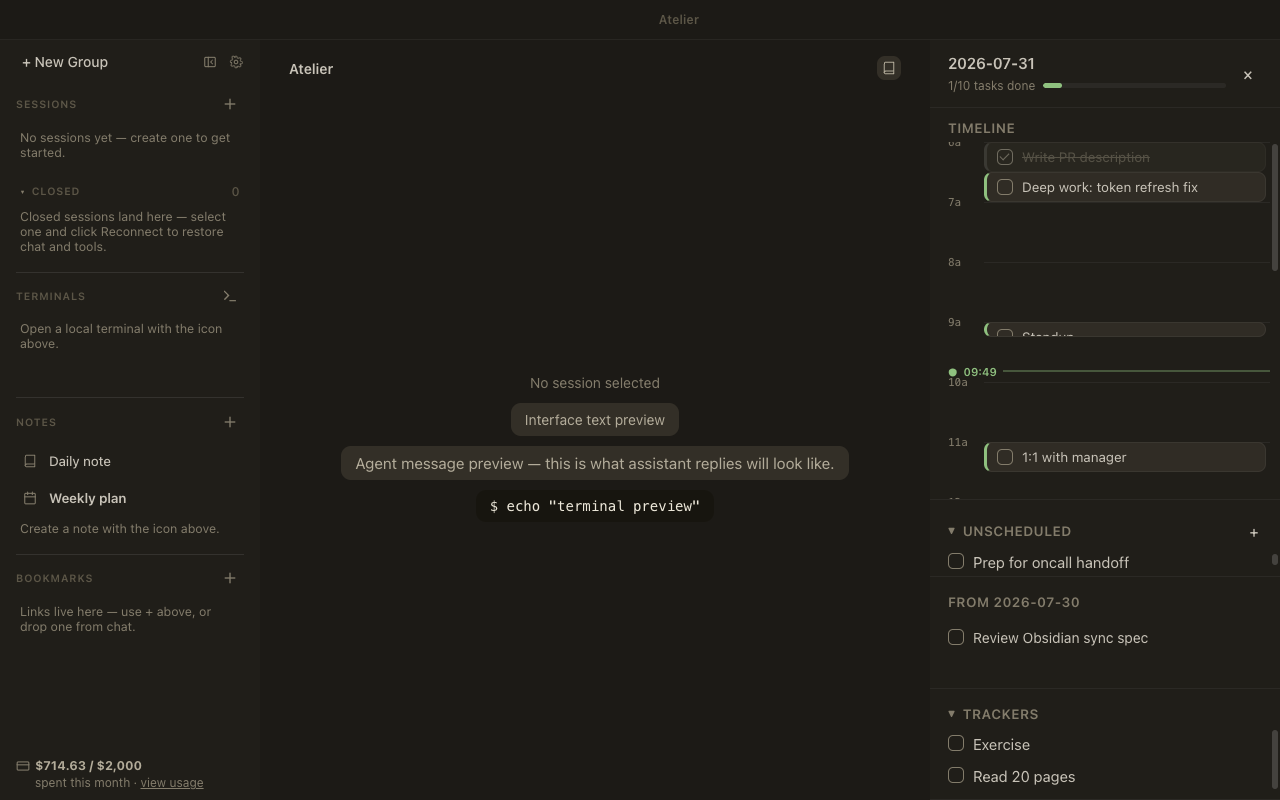 Atelier
+ New Group
SESSIONS
No sessions yet — create one to get
started.
CLOSED
0
Closed sessions land here — select
one and click Reconnect to restore
chat and tools.
TERMINALS
Open a local terminal with the icon
above.
NOTES
Daily note
Weekly plan
Create a note with the icon above.
BOOKMARKS
Links live here — use + above, or
drop one from chat.
$714.63 / $2,000
spent this month · view usage
Atelier
No session selected
Interface text preview
Agent message preview — this is what assistant replies will look like.
$ echo "terminal preview"
2026-07-31
1/10 tasks done
TIMELINE
6a
Write PR description
Deep work: token refresh fix
7a
8a
9a
Standup
09:49
10a
11a
1:1 with manager
UNSCHEDULED
Prep for oncall handoff
FROM 2026-07-30
Review Obsidian sync spec
TRACKERS
Exercise
Read 20 pages